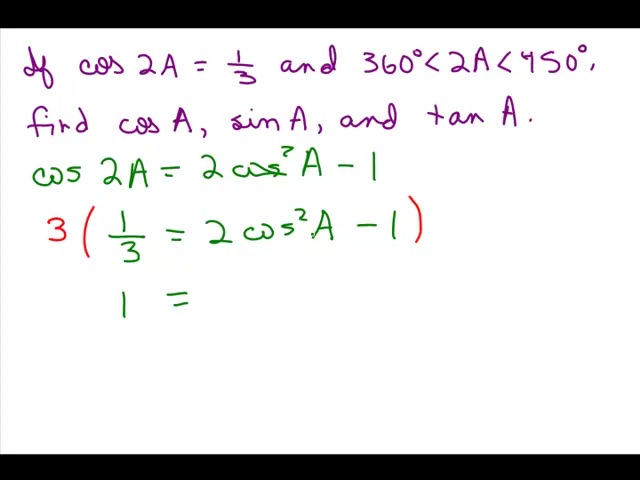 If cos 2A = 1/3 and 360° < 2A < 450°,
find cos A, sin A, and tan A.
cos 2A = 2 cos² A - 1
3 ( 1/3 = 2 cos² A - 1 )
1 =